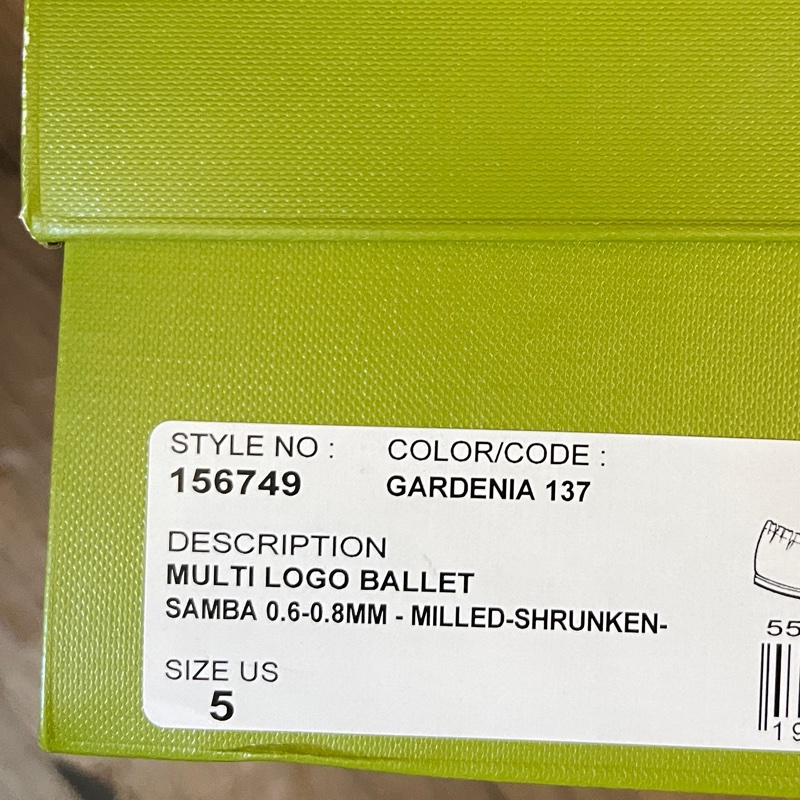 STYLE NO : COLOR/CODE :
156749 GARDENIA 137
DESCRIPTION
MULTI LOGO BALLET
SAMBA 0.6-0.8MM - MILLED-SHRUNKEN-
SIZE US
5
55
19